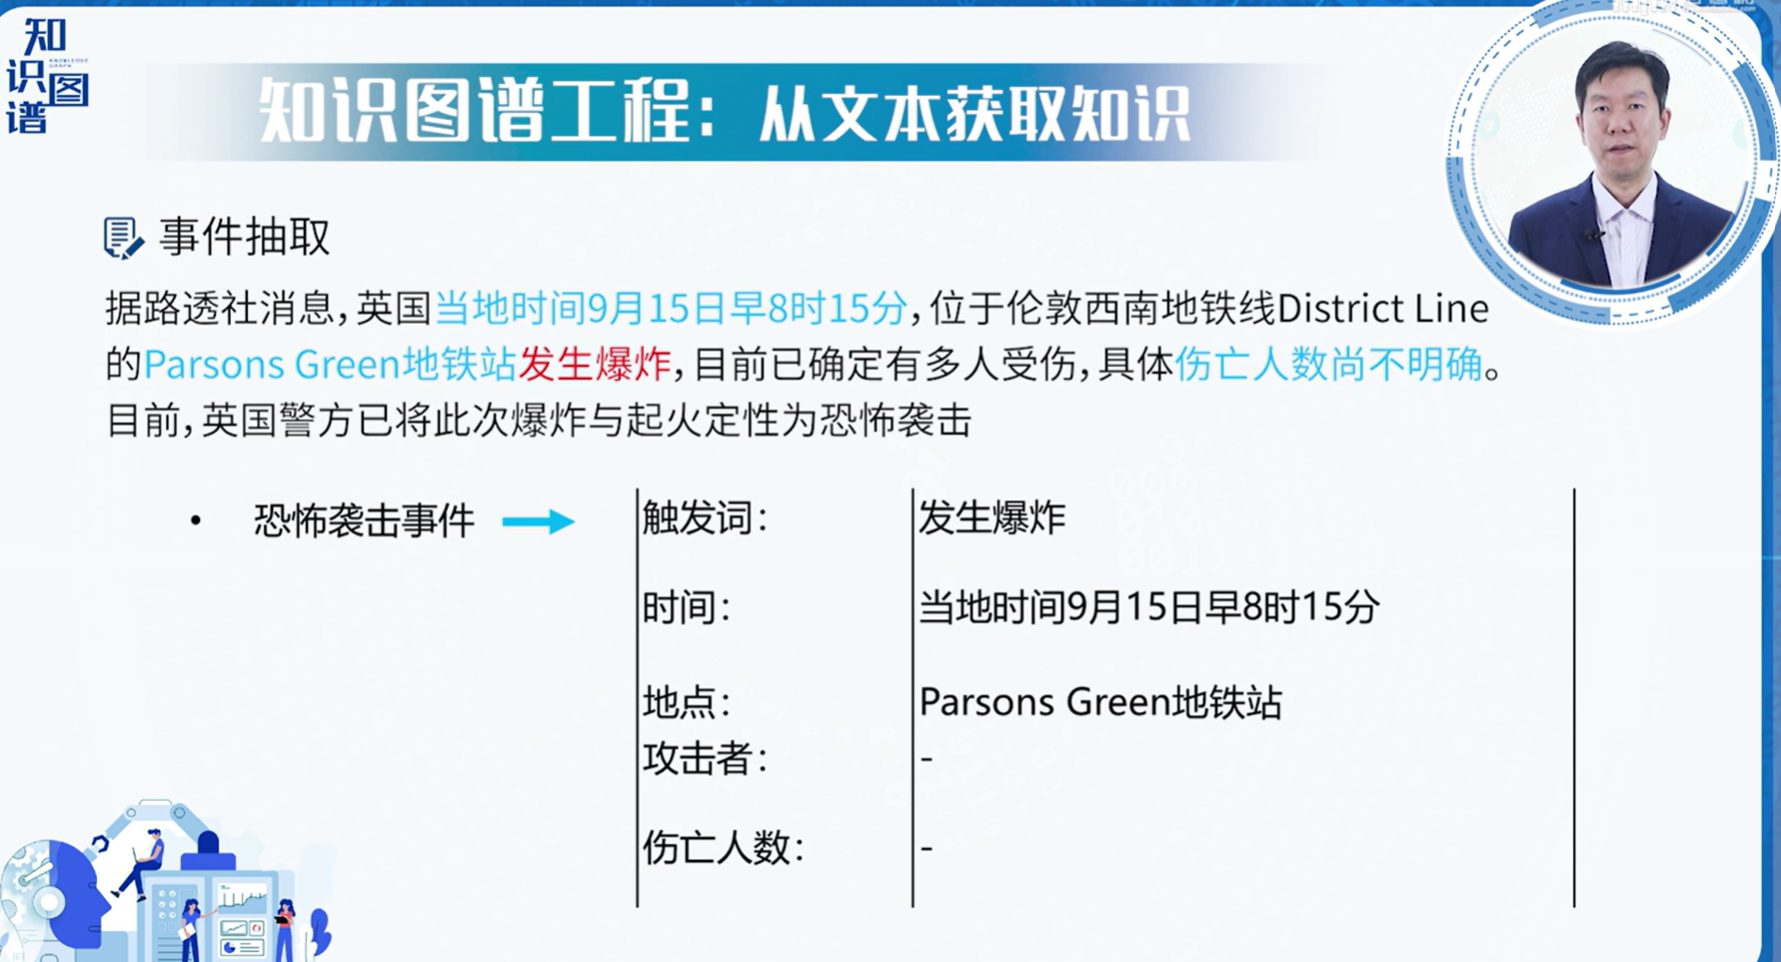 知识图谱
KNOWLEDGE GRAPH
知识图谱工程：从文本获取知识
事件抽取
据路透社消息，英国当地时间9月15日早8时15分，位于伦敦西南地铁线District Line
的Parsons Green地铁站发生爆炸，目前已确定有多人受伤，具体伤亡人数尚不明确。
目前，英国警方已将此次爆炸与起火定性为恐怖袭击
• 恐怖袭击事件
触发词： 发生爆炸
时间： 当地时间9月15日早8时15分
地点： Parsons Green地铁站
攻击者： -
伤亡人数： -